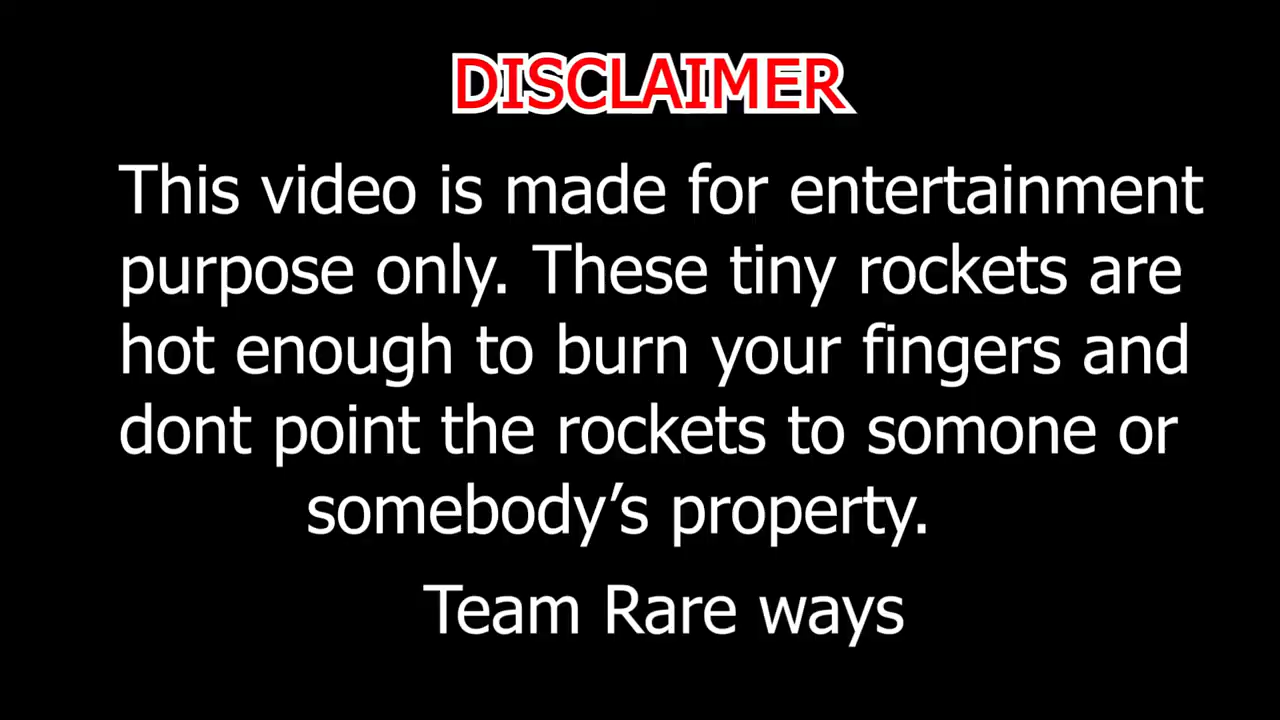 DISCLAIMER
This video is made for entertainment
purpose only. These tiny rockets are
hot enough to burn your fingers and
dont point the rockets to somone or
somebody’s property.
Team Rare ways